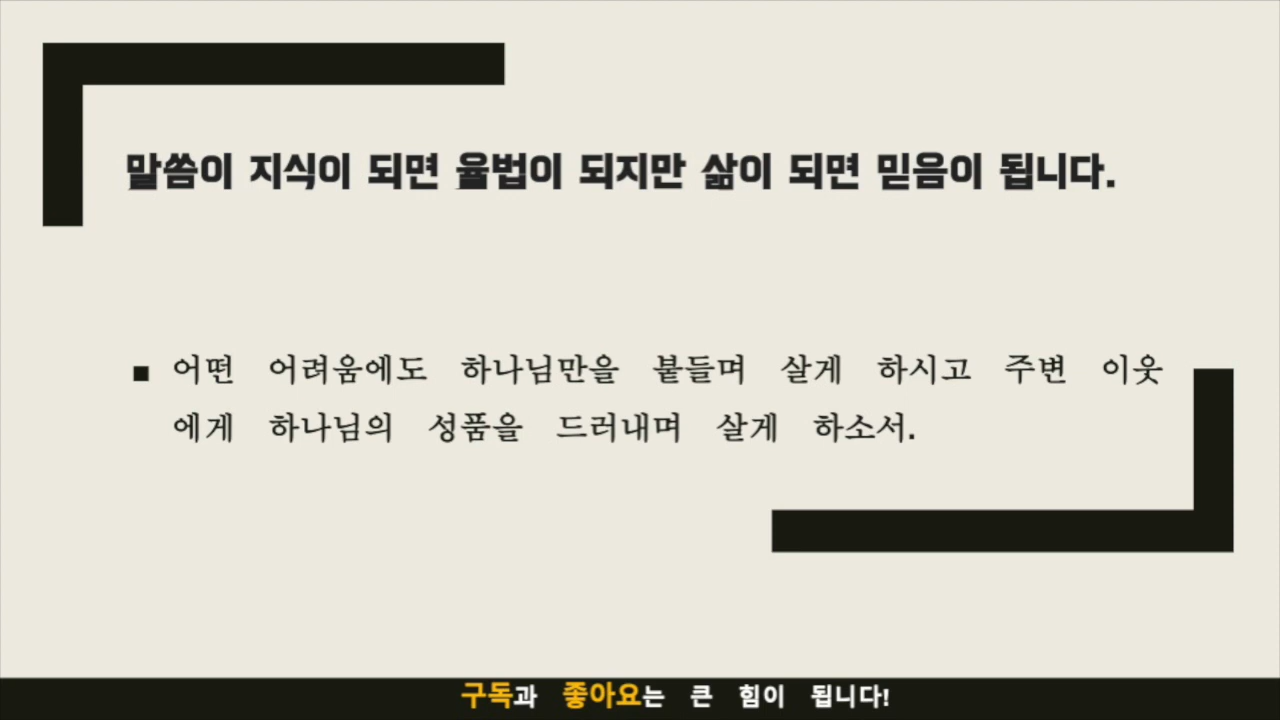 말씀이 지식이 되면 율법이 되지만 삶이 되면 믿음이 됩니다.
■ 어떤 어려움에도 하나님만을 붙들며 살게 하시고 주변 이웃
에게 하나님의 성품을 드러내며 살게 하소서.
구독과 좋아요는 큰 힘이 됩니다!